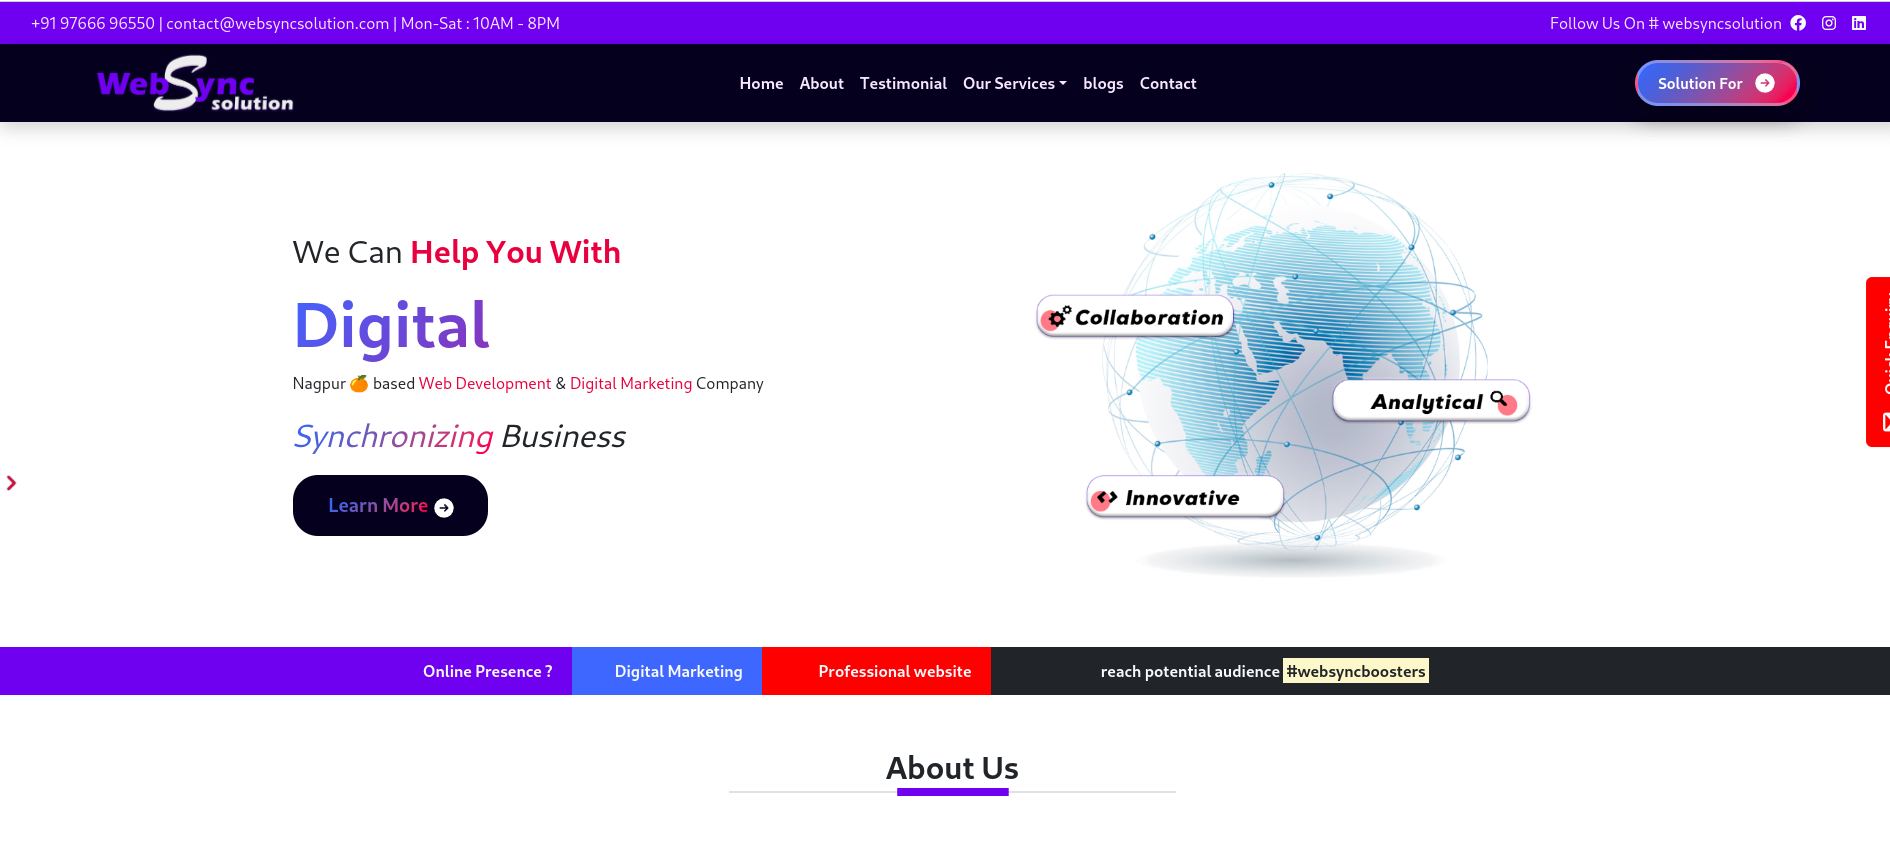 +91 97666 96550 | contact@websyncsolution.com | Mon-Sat : 10AM - 8PM
Follow Us On # websyncsolution
WebSync solution
Home About Testimonial Our Services blogs Contact
Solution For
We Can Help You With
Digital
Nagpur 🍊 based Web Development & Digital Marketing Company
Synchronizing Business
Learn More
Collaboration
Analytical
Innovative
Online Presence ? Digital Marketing Professional website reach potential audience #websyncboosters
About Us